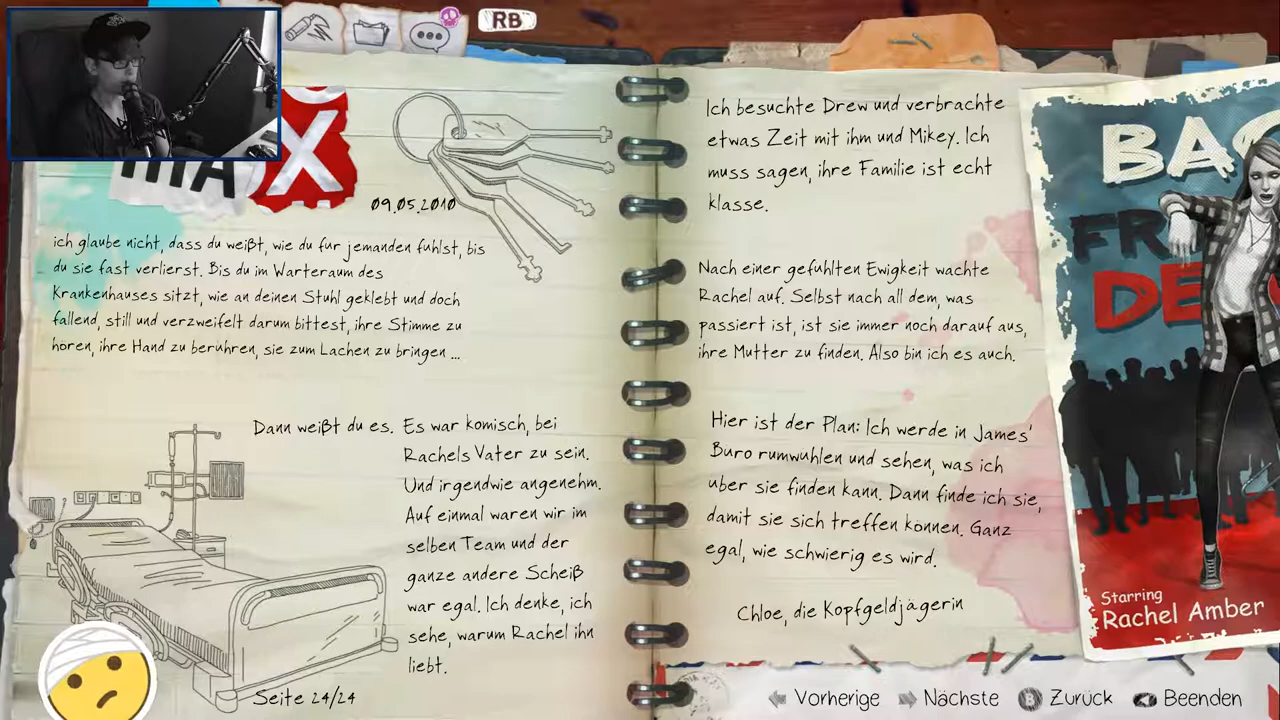 RB
MAX
09.05.2010
ich glaube nicht, dass du weißt, wie du fur jemanden fuhlst, bis
du sie fast verlierst. Bis du im Warteraum des
Krankenhauses sitzt, wie an deinen Stuhl geklebt und doch
fallend, still und verzweifelt darum bittest, ihre Stimme zu
hören, ihre Hand zu beruhren, sie zum Lachen zu bringen ...
Dann weißt du es. Es war komisch, bei
Rachels Vater zu sein.
Und irgendwie angenehm.
Auf einmal waren wir im
selben Team und der
ganze andere Scheiß
war egal. Ich denke, ich
sehe, warum Rachel ihn
liebt.
Seite 24/24
Ich besuchte Drew und verbrachte
etwas Zeit mit ihm und Mikey. Ich
muss sagen, ihre Familie ist echt
klasse.
Nach einer gefuhlten Ewigkeit wachte
Rachel auf. Selbst nach all dem, was
passiert ist, ist sie immer noch darauf aus,
ihre Mutter zu finden. Also bin ich es auch.
Hier ist der Plan: Ich werde in James'
Buro rumwuhlen und sehen, was ich
uber sie finden kann. Dann finde ich sie,
damit sie sich treffen können. Ganz
egal, wie schwierig es wird.
Chloe, die Kopfgeldjägerin
Starring
Rachel Amber
Vorherige Nächste B Zuruck Beenden